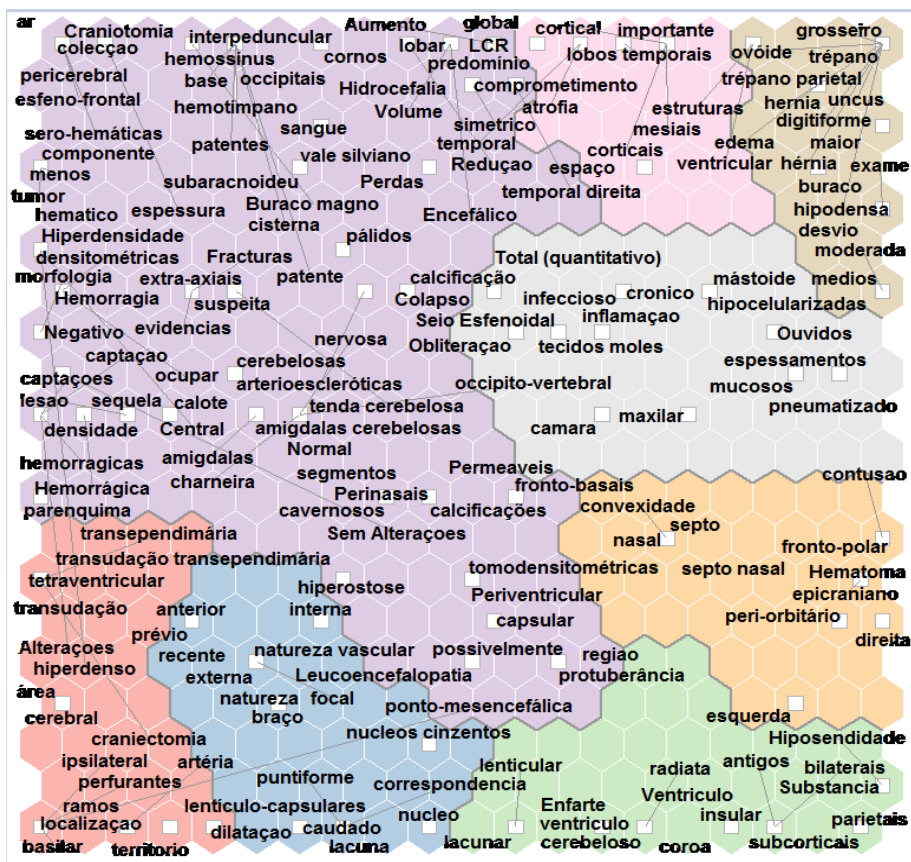 ar
Craniotomia
colecçao
interpeduncular
hemossinus
Aumento
lobar
global
LCR
cortical
importante
lobos temporais
ovóide
grosseiro
trépano
pericerebral
base
occipitais
cornos
predomínio
esfeno-frontal
hemotímpano
Hidrocefalia
Volume
comprometimento
atrofia
estruturas
trépano parietal
hernia
uncus
digitiforme
sero-hemáticas
componente
menos
patentes
sangue
vale silviano
simetrico
temporal
Reduçao
mesiais
corticais
espaço
edema
ventricular
maior
hérnia
exame
tumor
subaracnoideu
Perdas
temporal direita
buraco
hematico
espessura
Buraco magno
cisterna
Encefálico
hipodensa
desvio
Hiperdensidade
densitométricas
Fracturas
pálidos
Total (quantitativo)
moderada
morfologia
extra-axiais
patente
calcificação
mástoide
medios
Hemorragia
suspeita
Colapso
infeccioso
cronico
hipocelularizadas
Negativo
evidencias
nervosa
Seio Esfenoidal
inflamaçao
Ouvidos
captaçao
cerebelosas
Obliteraçao
tecidos moles
espessamentos
captaçoes
ocupar
arterioescleróticas
occipito-vertebral
mucosos
lesao
sequela
calote
tenda cerebelosa
pneumatizado
densidade
Central
amigdalas cerebelosas
camara
maxilar
Normal
hemorragicas
amigdalas
segmentos
Permeaveis
contusao
Hemorrágica
charneira
Perinasais
fronto-basais
parenquima
cavernosos
calcificações
convexidade
septo
transependimária
Sem Alteraçoes
nasal
fronto-polar
transudação transependimária
tomodensitométricas
septo nasal
Hematoma
tetraventricular
hiperostose
epicraniano
transudação
anterior
interna
Periventricular
peri-orbitário
prévio
capsular
direita
Alteraçoes
recente
natureza vascular
possivelmente
regiao
hiperdenso
externa
Leucoencefalopatia
protuberância
área
natureza
focal
ponto-mesencefálica
esquerda
cerebral
braço
craniectomia
nucleos cinzentos
Hiposendidade
ipsilateral
artéria
lenticular
radiata
antigos
bilaterais
perfurantes
puntiforme
correspondencia
Substancia
ramos
lenticulo-capsulares
Enfarte
Ventriculo
localizaçao
dilataçao
caudado
nucleo
ventriculo
insular
parietais
basilar
territorio
lacuna
lacunar
cerebeloso
coroa
subcorticais